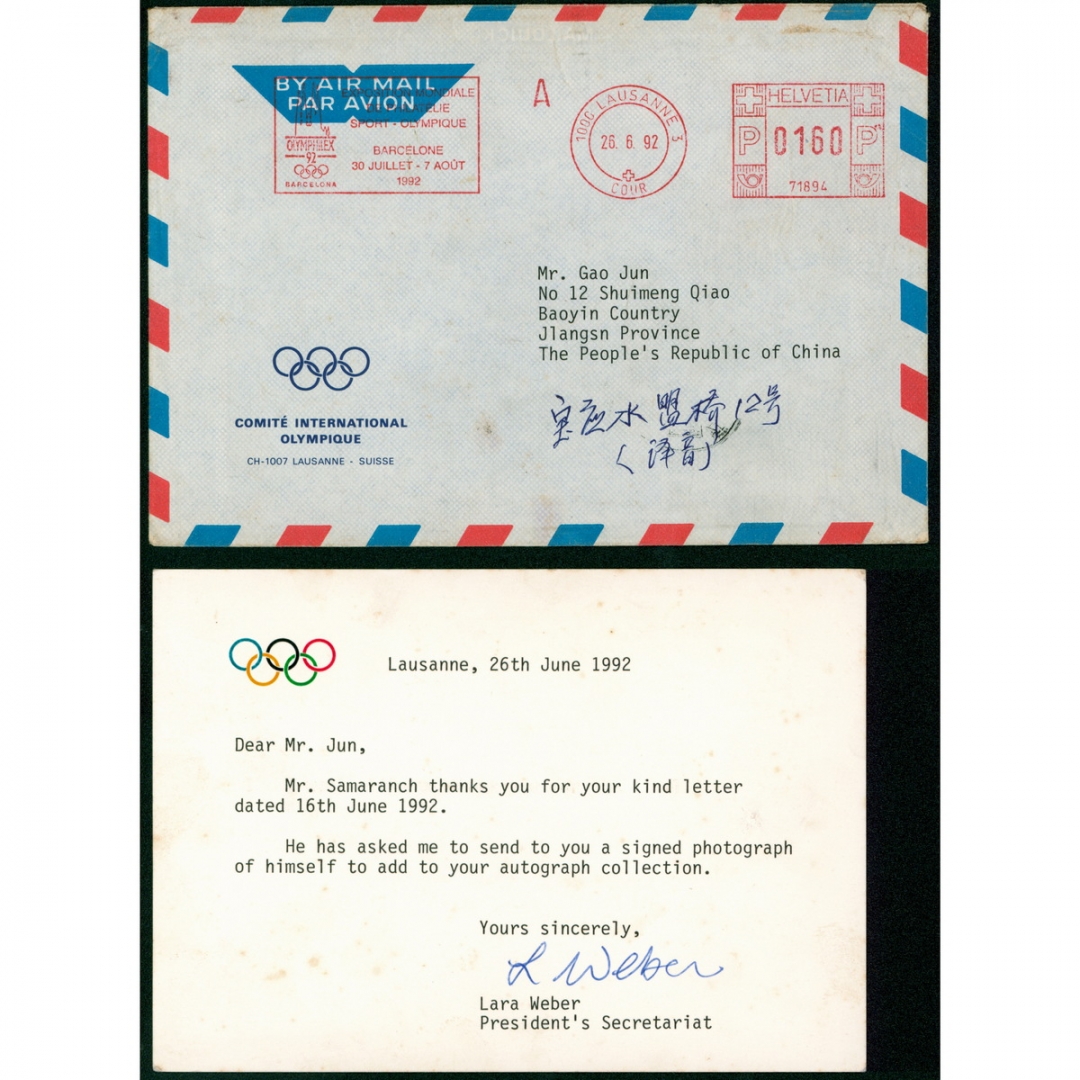 BY AIR MAIL
PAR AVION
MONDIALE
SPORT - OLYMPIQUE
BARCELONE
30 JUILLET - 7 AOÛT
1992
OLYMPHILEX
92
BARCELONA
A
1000 LAUSANNE 3
26.6.92
COUR
HELVETIA
P 0160 P
71894
Mr. Gao Jun
No 12 Shuimeng Qiao
Baoyin Country
Jlangsn Province
The People's Republic of China
宝应水盟桥12号
(译音)
COMITÉ INTERNATIONAL
OLYMPIQUE
CH-1007 LAUSANNE - SUISSE
Lausanne, 26th June 1992
Dear Mr. Jun,
Mr. Samaranch thanks you for your kind letter
dated 16th June 1992.
He has asked me to send to you a signed photograph
of himself to add to your autograph collection.
Yours sincerely,
L Weber
Lara Weber
President's Secretariat